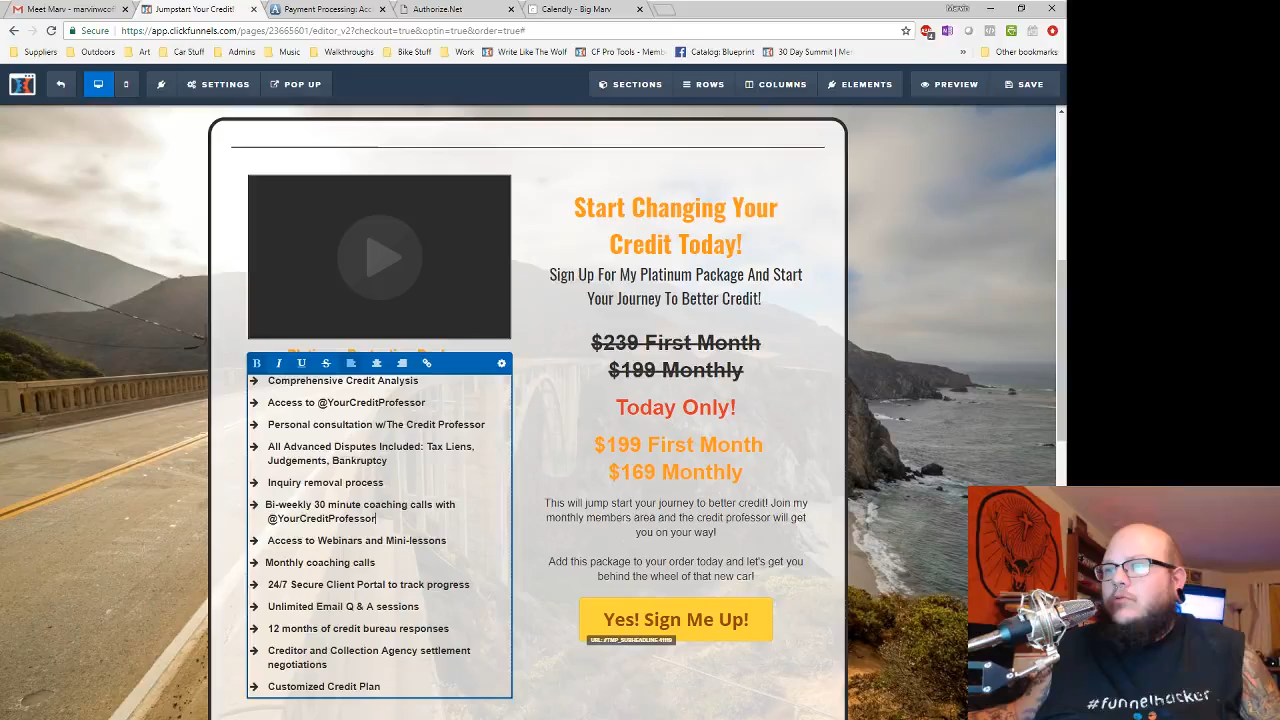 Meet Marv - marvinwcoff
Jumpstart Your Credit!
Payment Processing: Acc
Authorize.Net
Calendly - Big Marv
Marvin
Secure
https://app.clickfunnels.com/pages/23665601/editor_v2?checkout=true&optin=true&order=true#
Suppliers
Outdoors
Art
Car Stuff
Admins
Music
Walkthroughs
Bike Stuff
Work
Write Like The Wolf
CF Pro Tools - Memb
Catalog: Blueprint
30 Day Summit | Me
Other bookmarks
SETTINGS
POP UP
SECTIONS
ROWS
COLUMNS
ELEMENTS
PREVIEW
SAVE
B I U S
Comprehensive Credit Analysis
Access to @YourCreditProfessor
Personal consultation w/The Credit Professor
All Advanced Disputes Included: Tax Liens,
Judgements, Bankruptcy
Inquiry removal process
Bi-weekly 30 minute coaching calls with
@YourCreditProfessor
Access to Webinars and Mini-lessons
Monthly coaching calls
24/7 Secure Client Portal to track progress
Unlimited Email Q & A sessions
12 months of credit bureau responses
Creditor and Collection Agency settlement
negotiations
Customized Credit Plan
Start Changing Your
Credit Today!
Sign Up For My Platinum Package And Start
Your Journey To Better Credit!
$239 First Month
$199 Monthly
Today Only!
$199 First Month
$169 Monthly
This will jump start your journey to better credit! Join my
monthly members area and the credit professor will get
you on your way!
Add this package to your order today and let's get you
behind the wheel of that new car!
Yes! Sign Me Up!
#funnelhacker